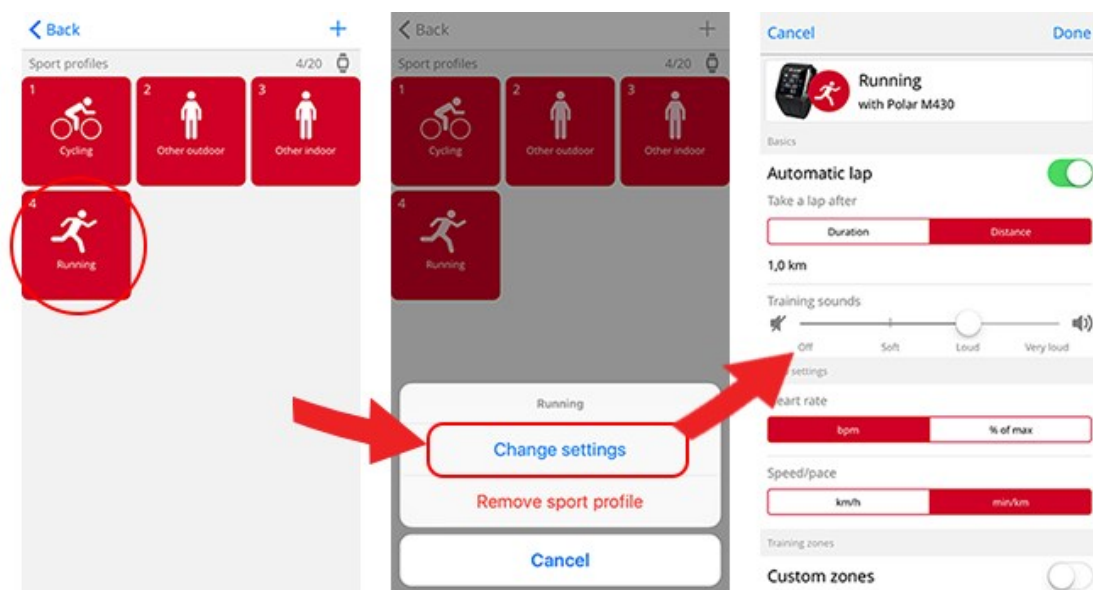 Back
Sport profiles 4/20
1 2 3
Cycling Other outdoor Other indoor
4
Running
Back
Sport profiles 4/20
1 2 3
Cycling Other outdoor Other indoor
4
Running
Running
Change settings
Remove sport profile
Cancel
Cancel Done
Running
with Polar M430
Basics
Automatic lap
Take a lap after
Duration Distance
1,0 km
Training sounds
Off Soft Loud Very loud
settings
eart rate
bpm % of max
Speed/pace
km/h min/km
Training zones
Custom zones